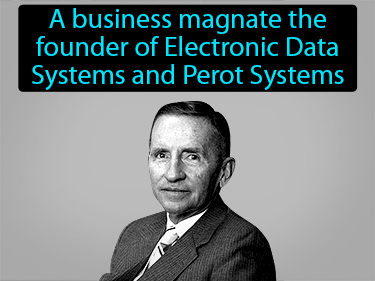 A business magnate the
founder of Electronic Data
Systems and Perot Systems